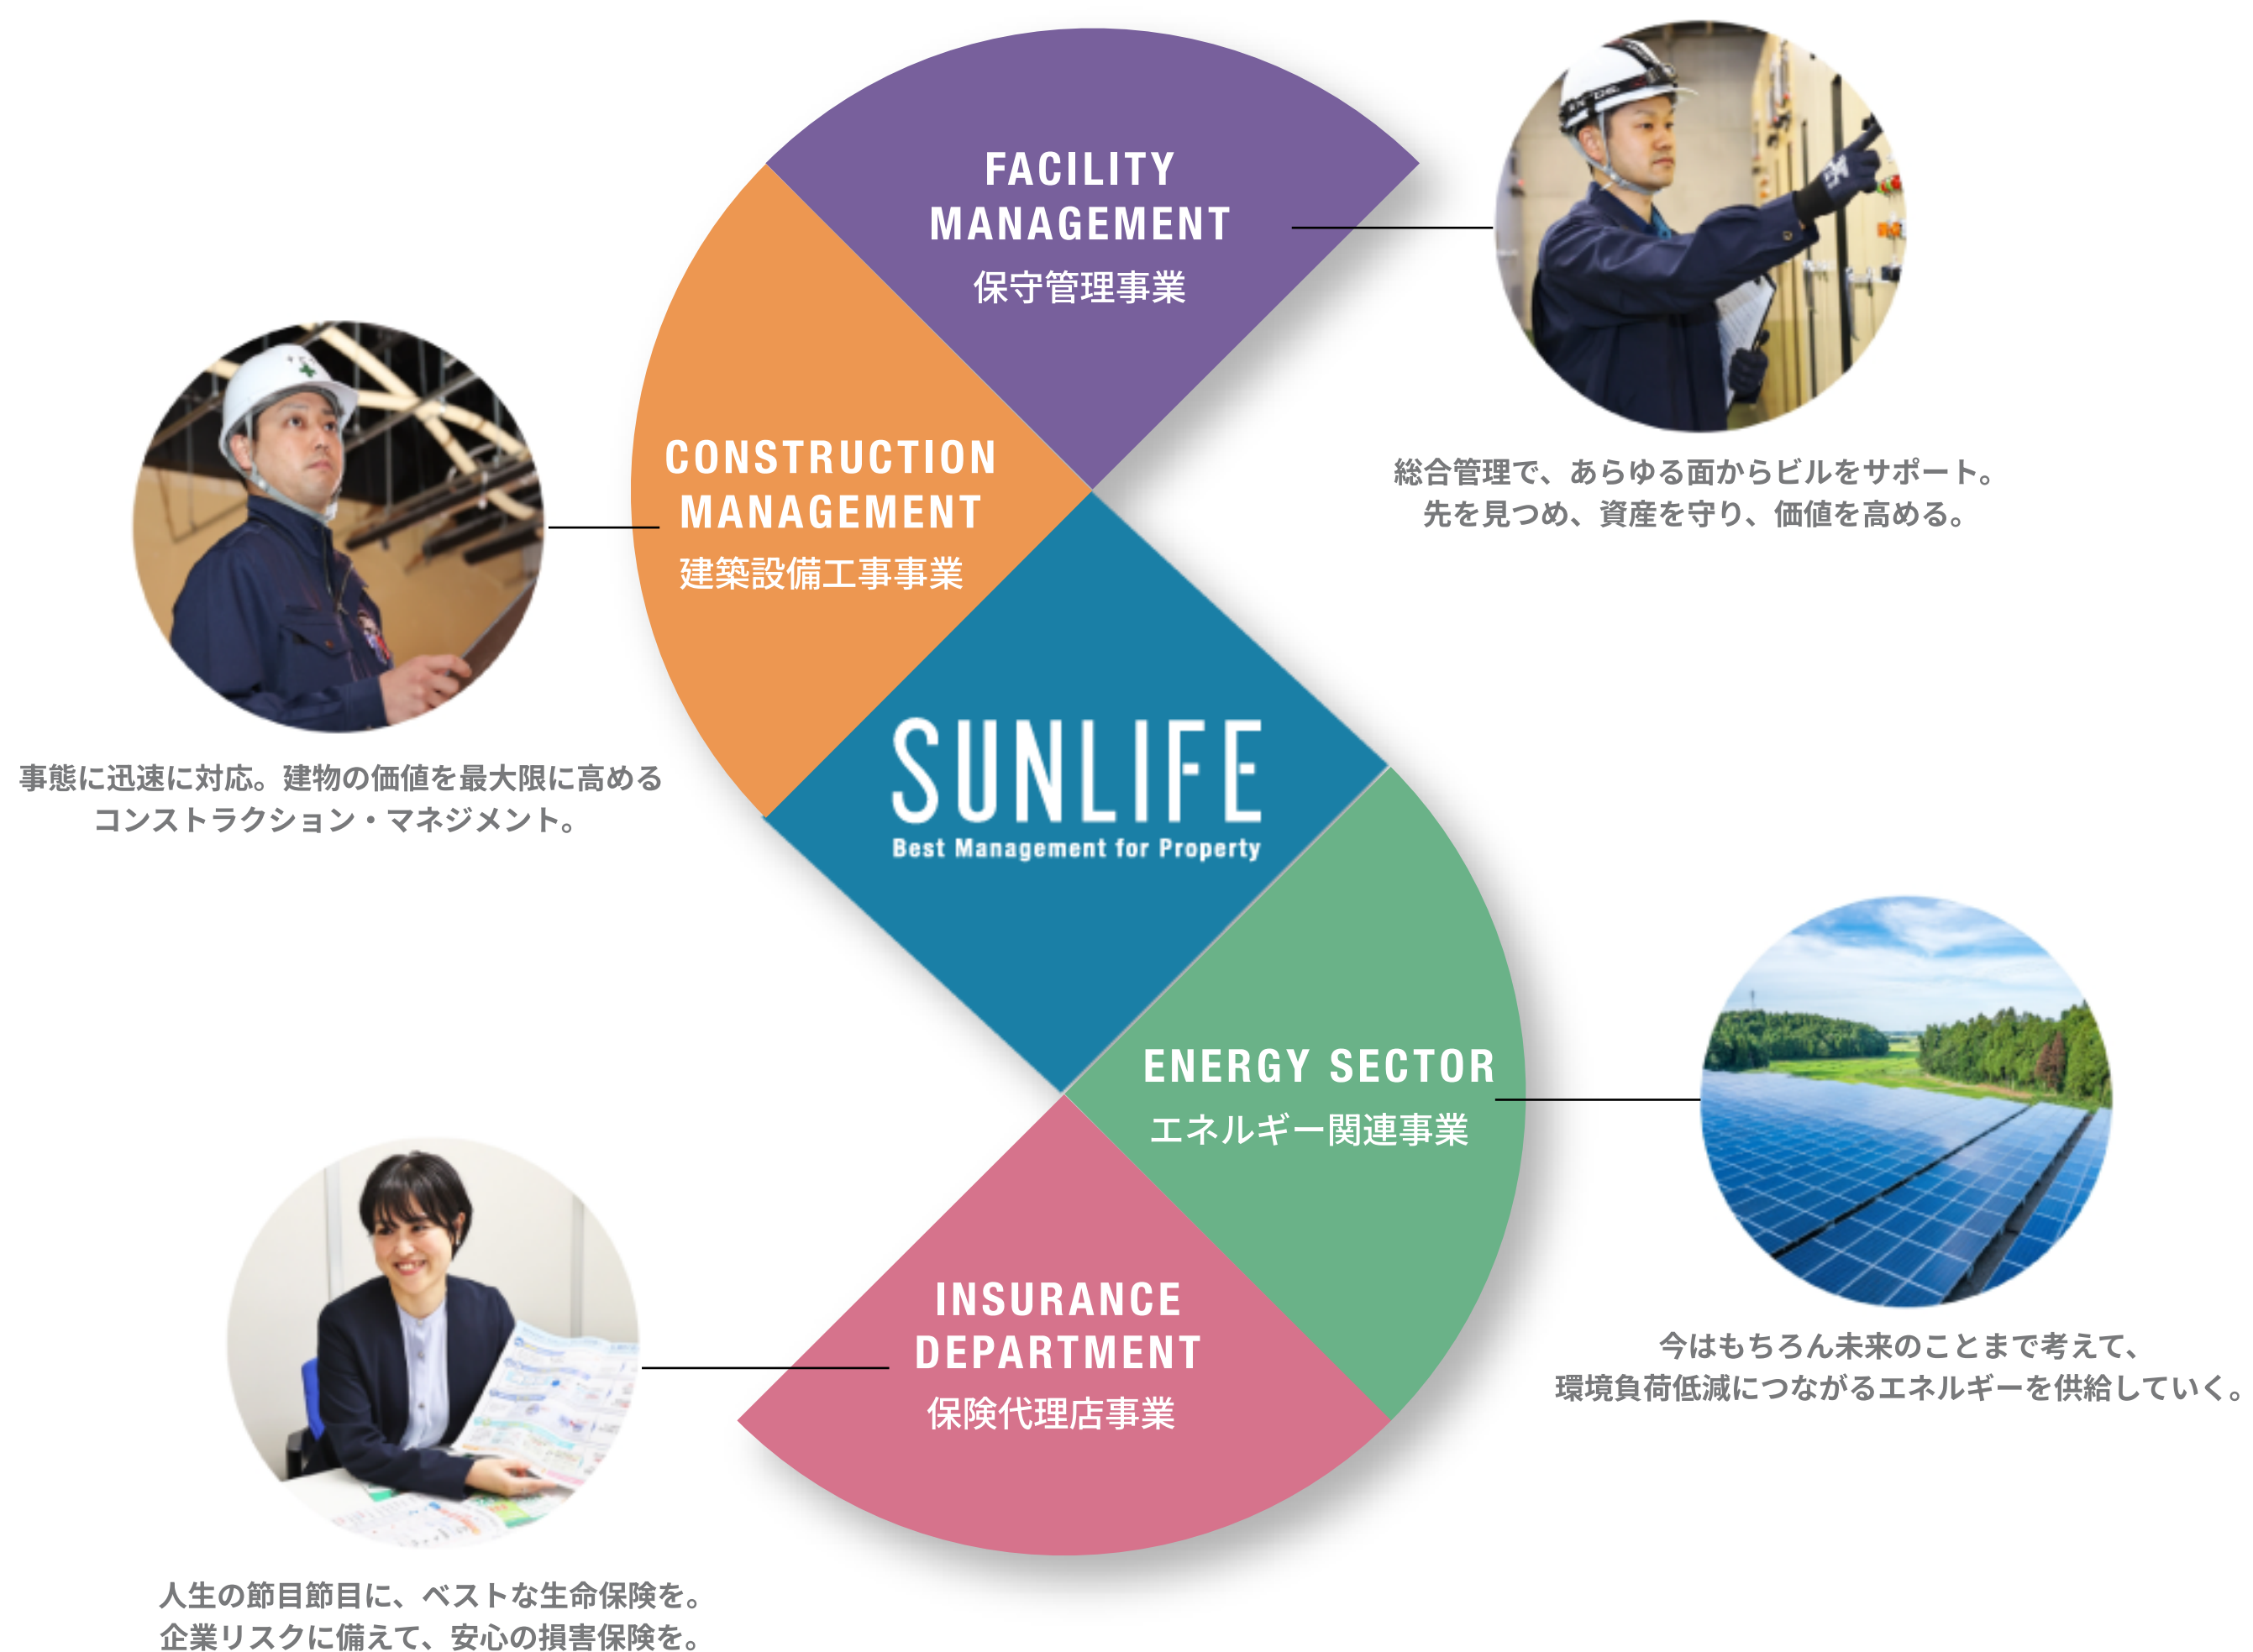 FACILITY
MANAGEMENT
保守管理事業
総合管理で、あらゆる面からビルをサポート。
先を見つめ、資産を守り、価値を高める。
CONSTRUCTION
MANAGEMENT
建築設備工事事業
事態に迅速に対応。建物の価値を最大限に高める
コンストラクション・マネジメント。
SUNLIFE
Best Management for Property
ENERGY SECTOR
エネルギー関連事業
今はもちろん未来のことまで考えて、
環境負荷低減につながるエネルギーを供給していく。
INSURANCE
DEPARTMENT
保険代理店事業
人生の節目節目に、ベストな生命保険を。
企業リスクに備えて、安心の損害保険を。